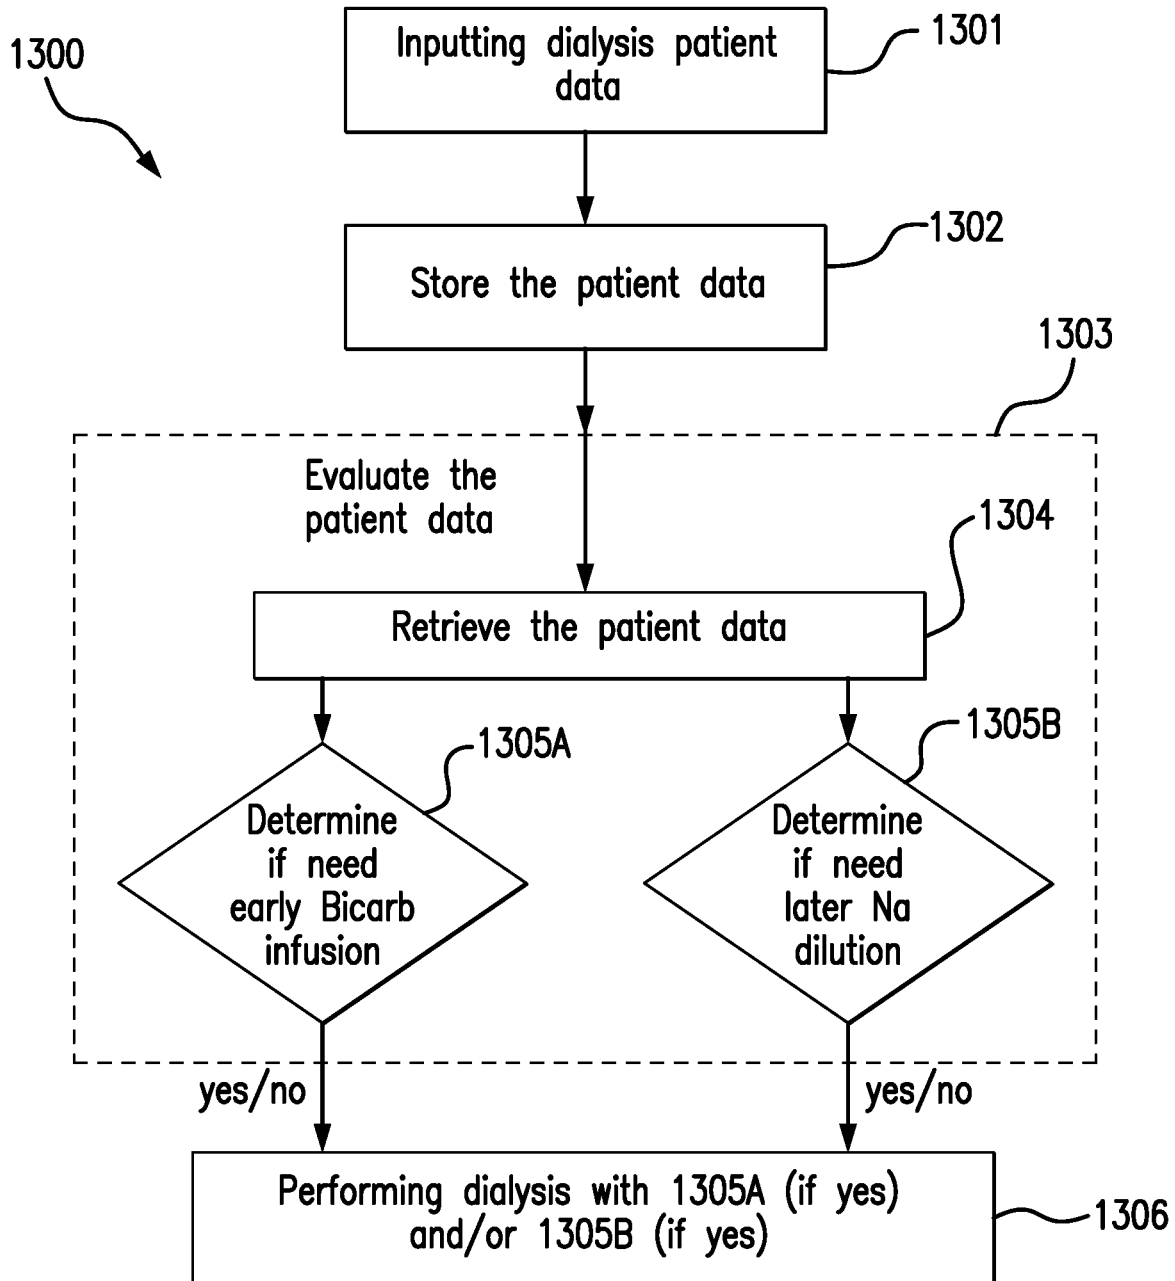 1300
Inputting dialysis patient
data
1301
Store the patient data
1302
1303
Evaluate the
patient data
1304
Retrieve the patient data
1305A
1305B
Determine
if need
early Bicarb
infusion
Determine
if need
later Na
dilution
yes/no
yes/no
Performing dialysis with 1305A (if yes)
and/or 1305B (if yes)
1306